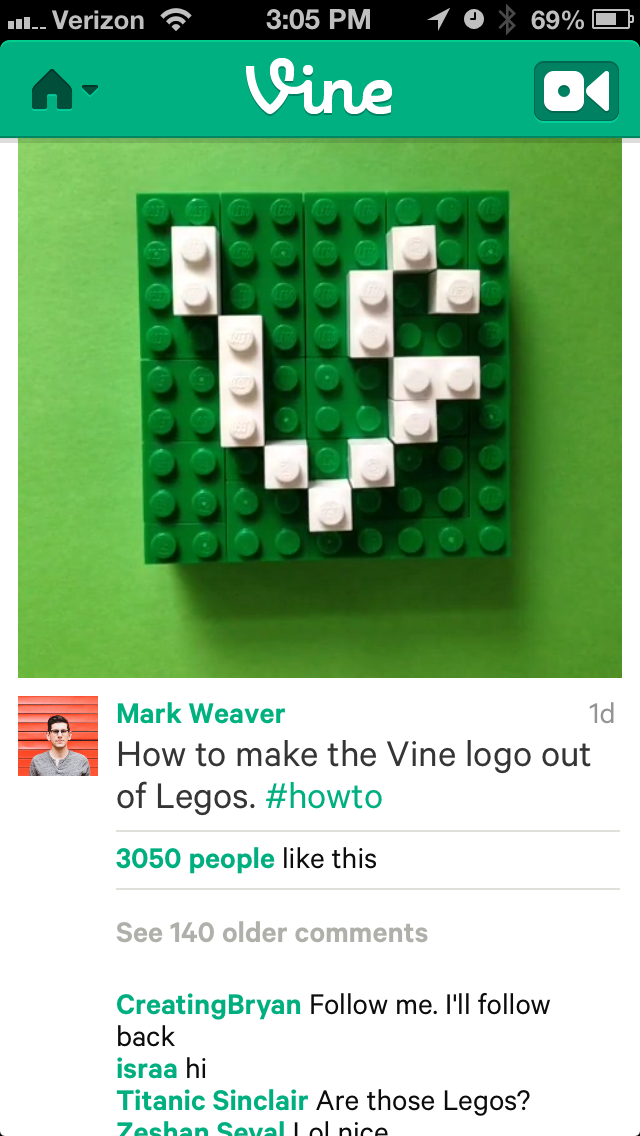 Verizon 3:05 PM 69%
Vine
Mark Weaver 1d
How to make the Vine logo out
of Legos. #howto
3050 people like this
See 140 older comments
CreatingBryan Follow me. I'll follow
back
israa hi
Titanic Sinclair Are those Legos?
Zeshan Seyal Lol nice